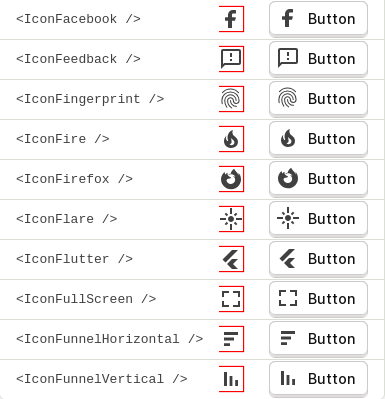 <IconFacebook /> Button
<IconFeedback /> Button
<IconFingerprint /> Button
<IconFire /> Button
<IconFirefox /> Button
<IconFlare /> Button
<IconFlutter /> Button
<IconFullScreen /> Button
<IconFunnelHorizontal /> Button
<IconFunnelVertical /> Button